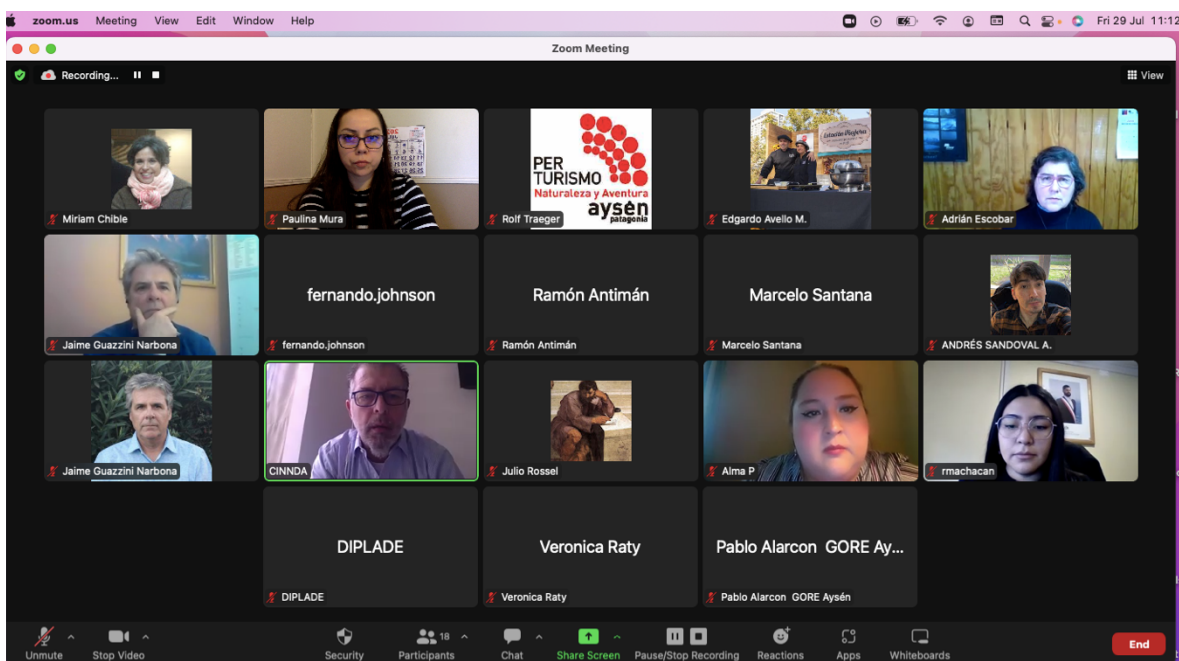 zoom.us Meeting View Edit Window Help Fri 29 Jul 11:12
Zoom Meeting
Recording... View
PER
TURISMO
Naturaleza y Aventura
aysén
patagonia
Estudio Viajero
Miriam Chible
Paulina Mura
Rolf Traeger
Edgardo Avello M.
Adrián Escobar
fernando.johnson
Ramón Antimán
Marcelo Santana
Jaime Guazzini Narbona
fernando.johnson
Ramón Antimán
Marcelo Santana
ANDRÉS SANDOVAL A.
Jaime Guazzini Narbona
CINNDA
Julio Rossel
Alma P
rmachacan
DIPLADE
Veronica Raty
Pablo Alarcon GORE Ay...
DIPLADE
Veronica Raty
Pablo Alarcon GORE Aysén
Unmute Stop Video Security Participants 18 Chat Share Screen Pause/Stop Recording Reactions Apps Whiteboards End